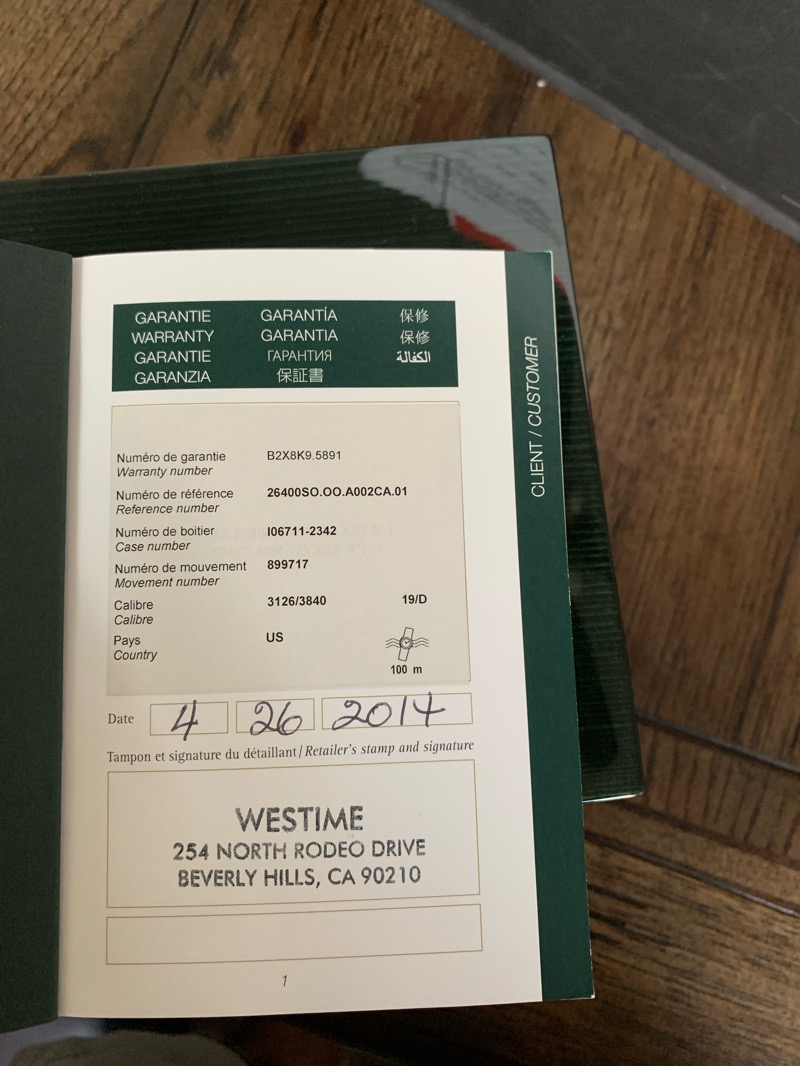 GARANTIE GARANTÍA 保修
WARRANTY GARANTIA 保修
GARANTIE ГАРАНТИЯ الكفالة
GARANZIA 保証書
CLIENT / CUSTOMER
Numéro de garantie B2X8K9.5891
Warranty number
Numéro de référence 26400SO.OO.A002CA.01
Reference number
Numéro de boitier I06711-2342
Case number
Numéro de mouvement 899717
Movement number
Calibre 3126/3840 19/D
Calibre
Pays US
Country
100 m
Date 4 26 2014
Tampon et signature du détaillant / Retailer's stamp and signature
WESTIME
254 NORTH RODEO DRIVE
BEVERLY HILLS, CA 90210
1